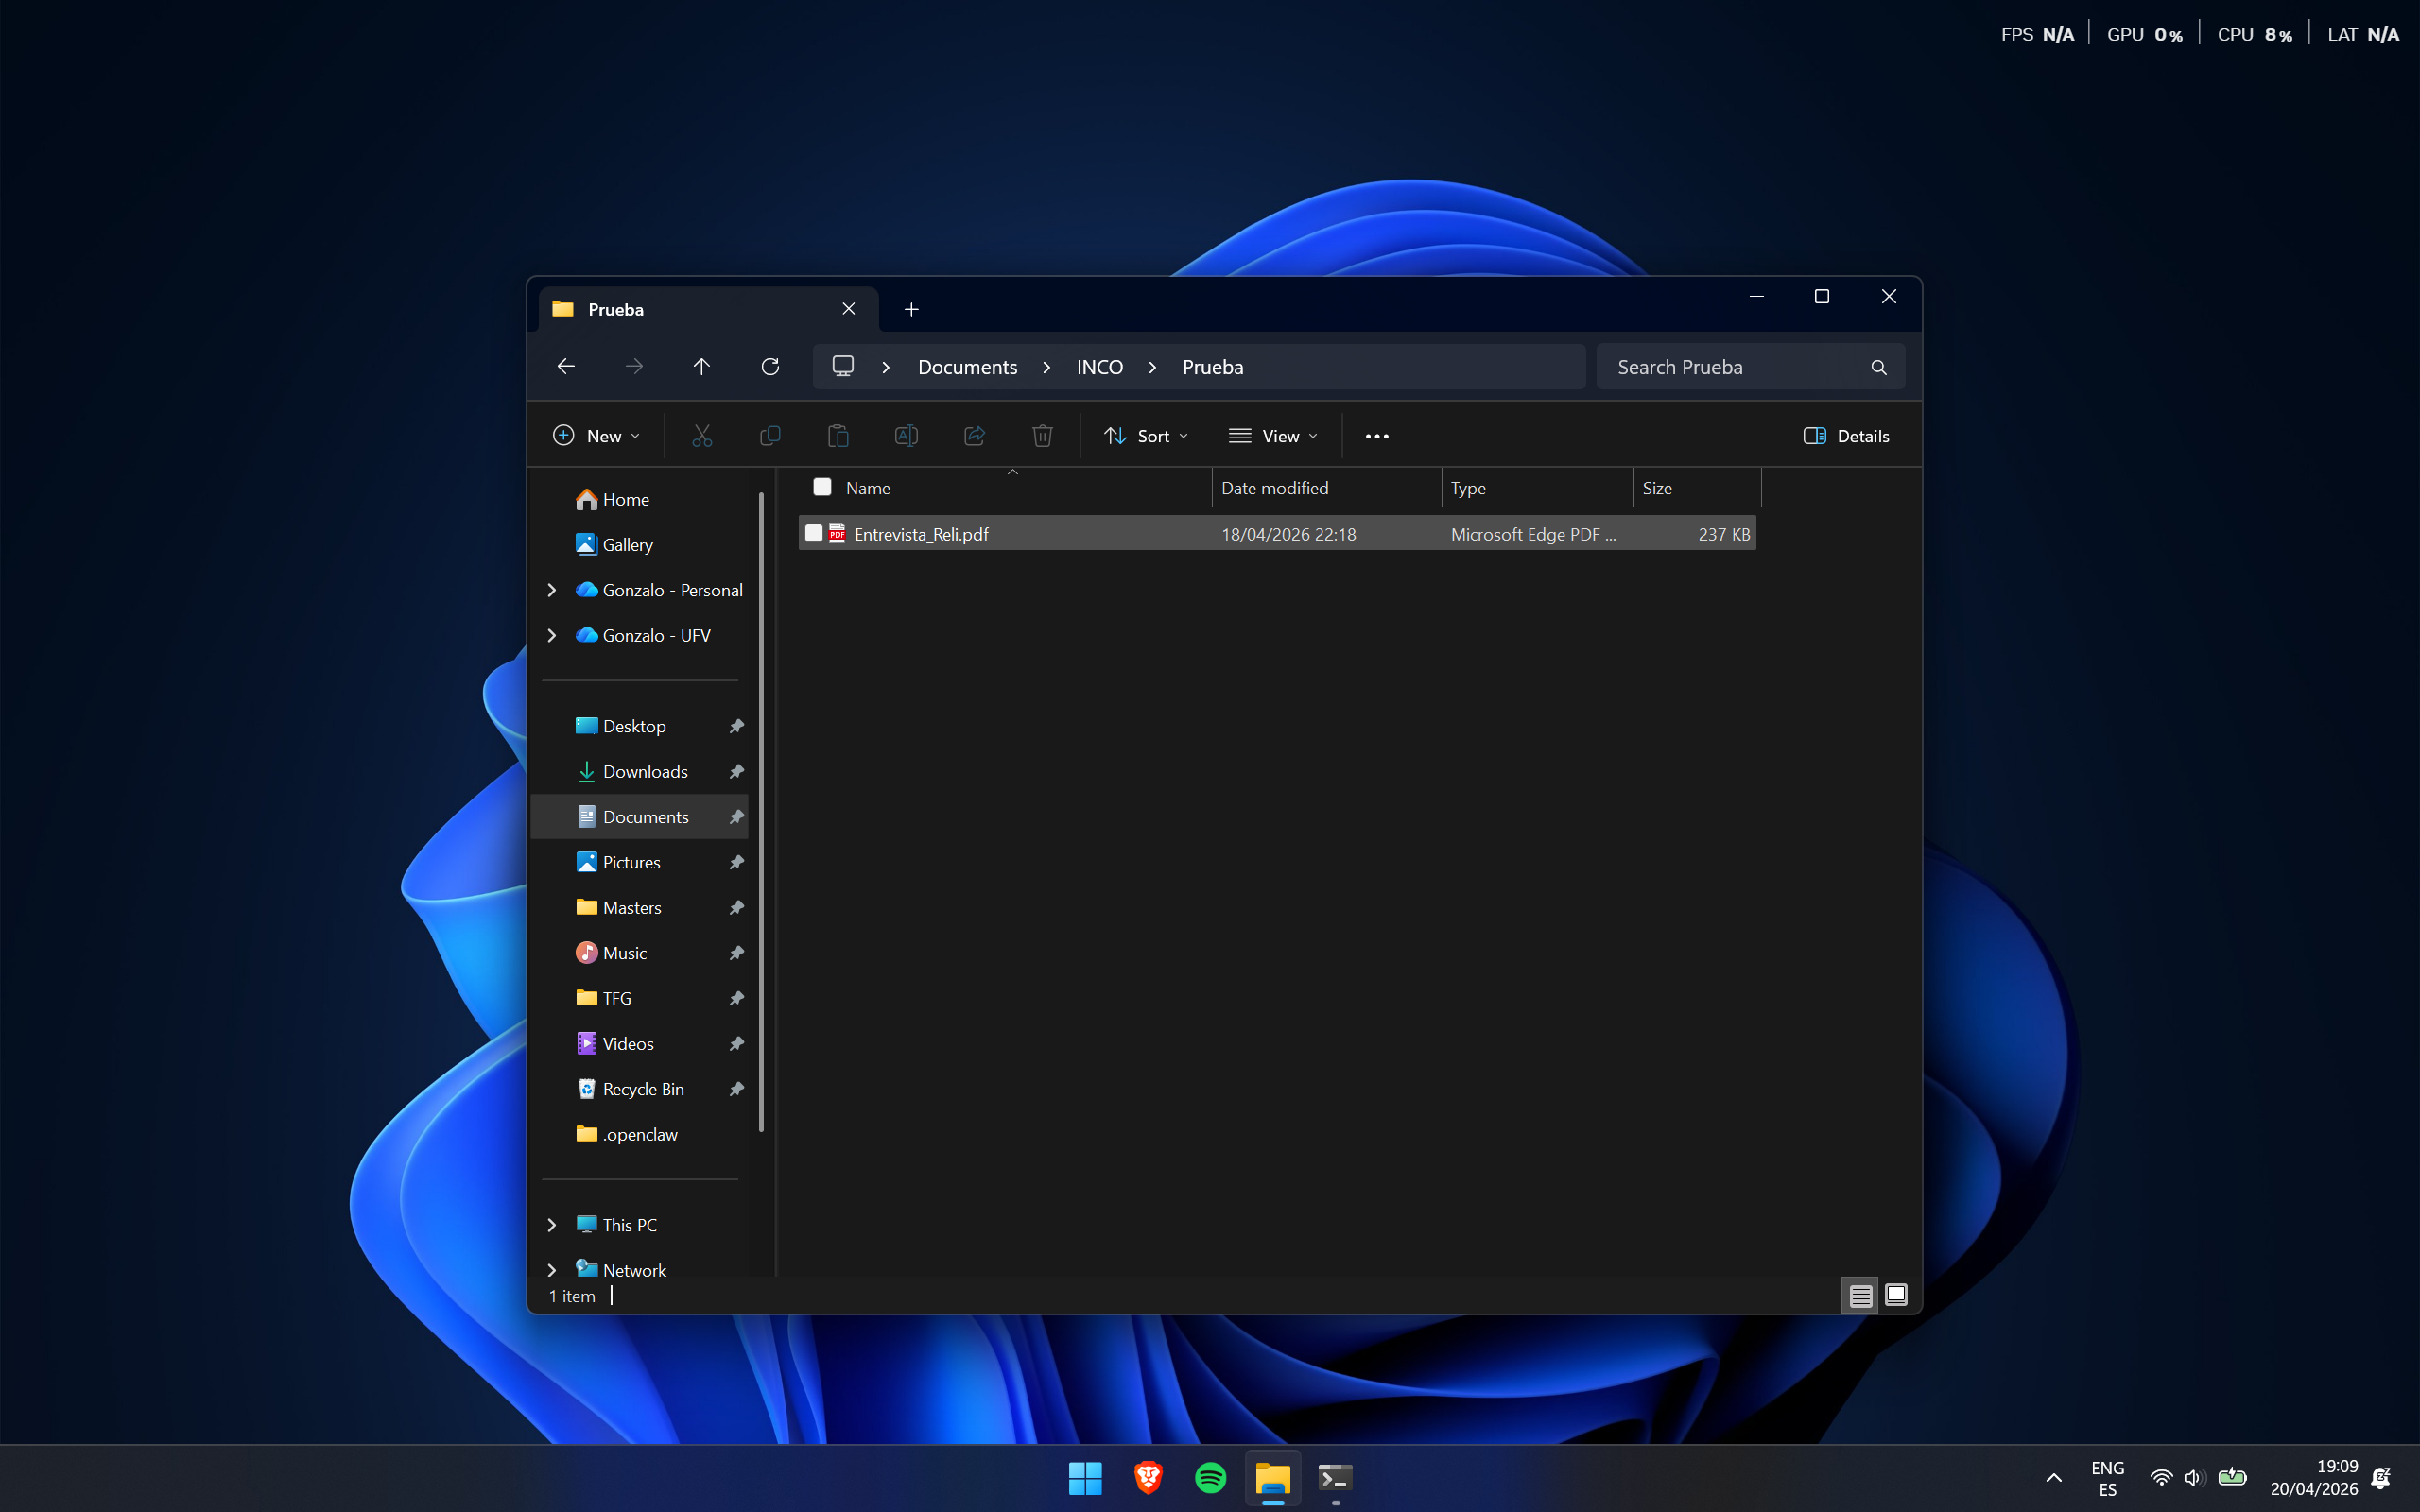 FPS N/A GPU 0% CPU 8% LAT N/A
Prueba
Documents INCO Prueba Search Prueba
New Sort View Details
Name Date modified Type Size
Entrevista_Reli.pdf 18/04/2026 22:18 Microsoft Edge PDF ... 237 KB
Home
Gallery
Gonzalo - Personal
Gonzalo - UFV
Desktop
Downloads
Documents
Pictures
Masters
Music
TFG
Videos
Recycle Bin
.openclaw
This PC
Network
1 item
ENG 19:09
ES 20/04/2026